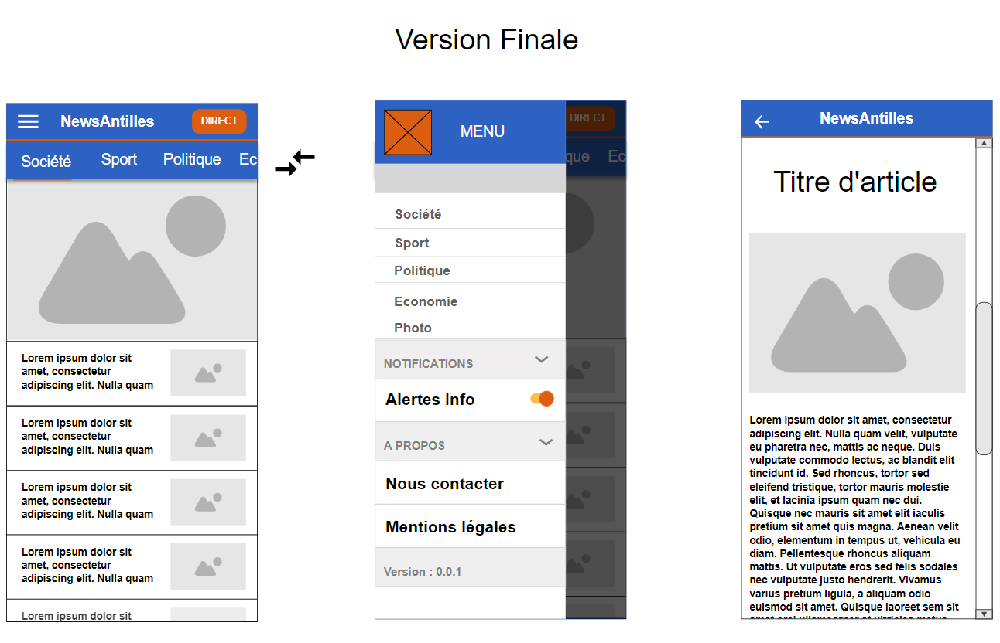 Version Finale
NewsAntilles
DIRECT
Société
Sport
Politique
Ec
Lorem ipsum dolor sit
amet, consectetur
adipiscing elit. Nulla quam
Lorem ipsum dolor sit
amet, consectetur
adipiscing elit. Nulla quam
Lorem ipsum dolor sit
amet, consectetur
adipiscing elit. Nulla quam
Lorem ipsum dolor sit
amet, consectetur
adipiscing elit. Nulla quam
Lorem ipsum dolor sit
MENU
DIRECT
que
Ec
Société
Sport
Politique
Economie
Photo
NOTIFICATIONS
Alertes Info
A PROPOS
Nous contacter
Mentions légales
Version : 0.0.1
NewsAntilles
Titre d'article
Lorem ipsum dolor sit amet, consectetur
adipiscing elit. Nulla quam velit, vulputate
eu pharetra nec, mattis ac neque. Duis
vulputate commodo lectus, ac blandit elit
tincidunt id. Sed rhoncus, tortor sed
eleifend tristique, tortor mauris molestie
elit, et lacinia ipsum quam nec dui.
Quisque nec mauris sit amet elit iaculis
pretium sit amet quis magna. Aenean velit
odio, elementum in tempus ut, vehicula eu
diam. Pellentesque rhoncus aliquam
mattis. Ut vulputate eros sed felis sodales
nec vulputate justo hendrerit. Vivamus
varius pretium ligula, a aliquam odio
euismod sit amet. Quisque laoreet sem sit